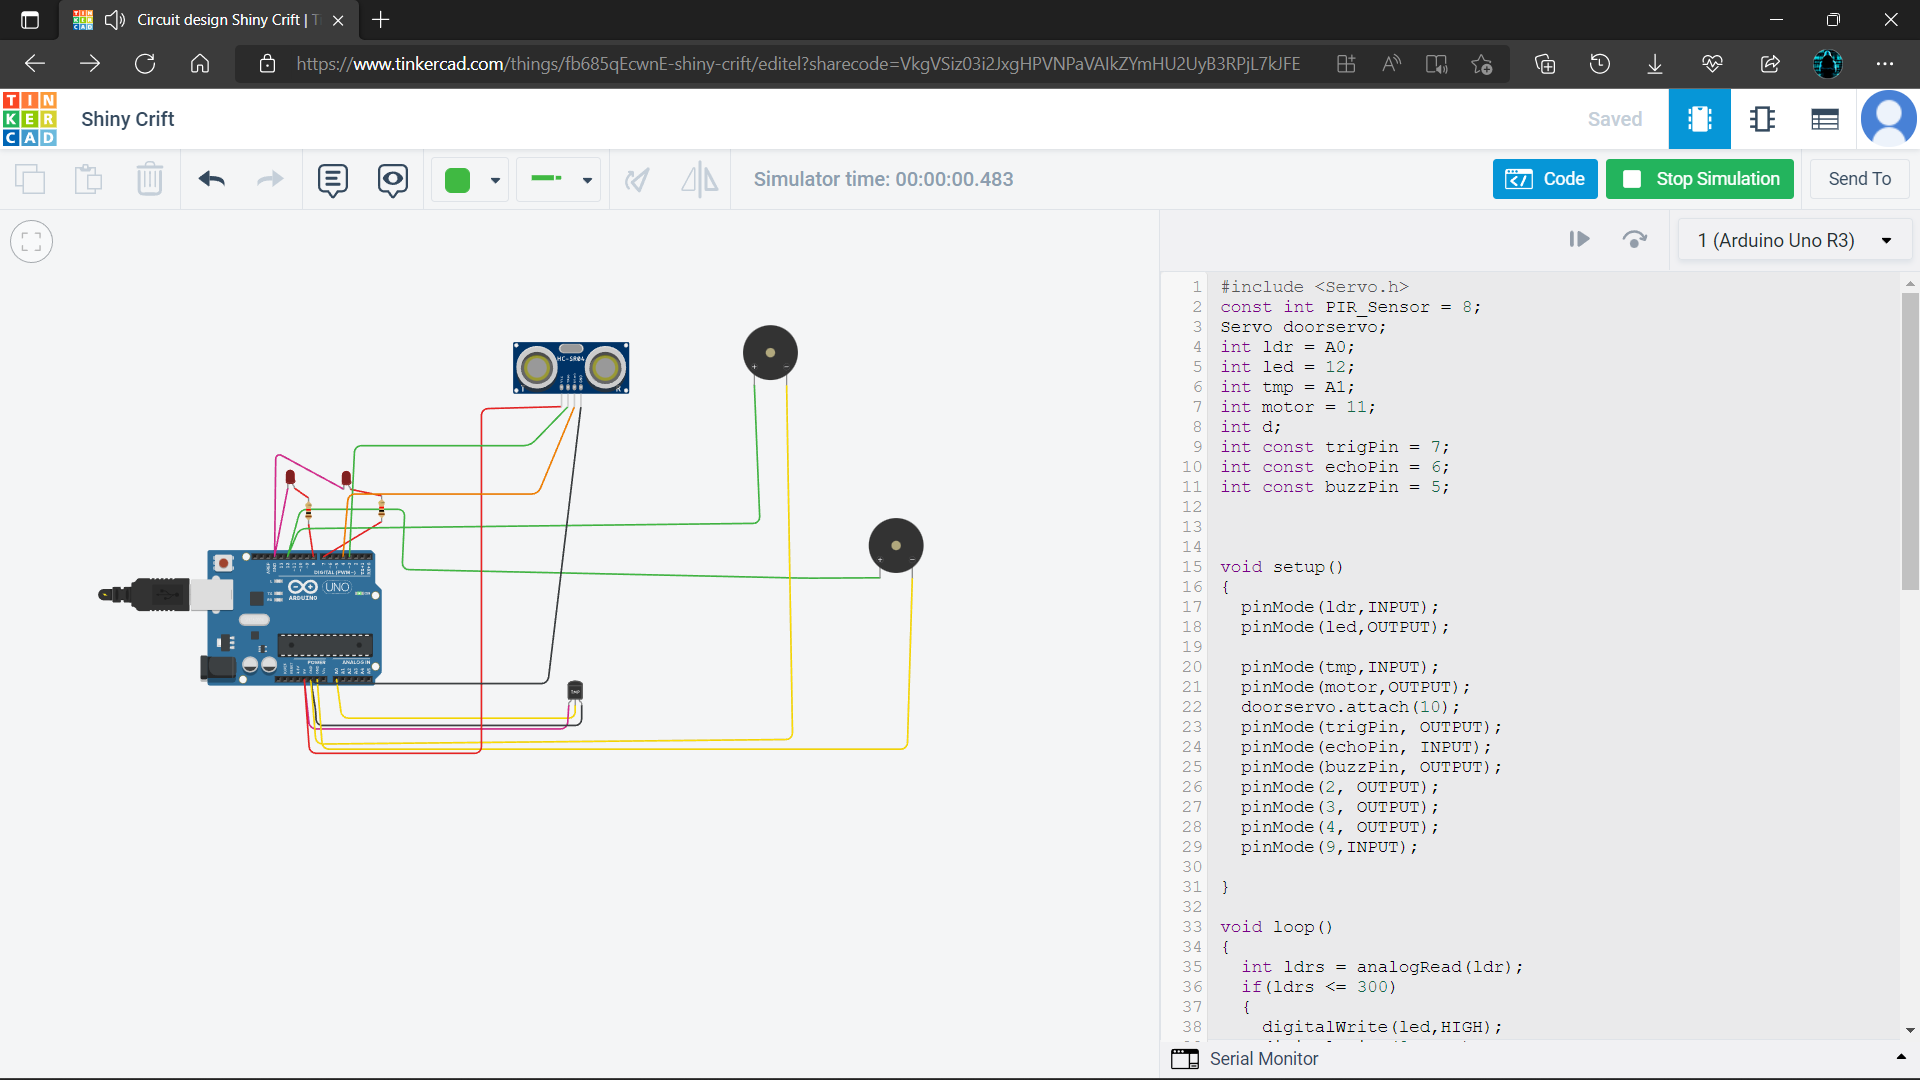 Circuit design Shiny Crift | T
https://www.tinkercad.com/things/fb685qEcwnE-shiny-crift/editel?sharecode=VkgVSiz03i2JxgHPVNPaVAlkZYmHU2UyB3RPjL7kJFE
TIN
KER
CAD
Shiny Crift
Saved
Simulator time: 00:00:00.483
Code
Stop Simulation
Send To
1 (Arduino Uno R3)
HC-SR04
DIGITAL (PWM~)
UNO
ARDUINO
POWER
ANALOG IN
TMP
1 #include <Servo.h>
2 const int PIR_Sensor = 8;
3 Servo doorservo;
4 int ldr = A0;
5 int led = 12;
6 int tmp = A1;
7 int motor = 11;
8 int d;
9 int const trigPin = 7;
10 int const echoPin = 6;
11 int const buzzPin = 5;
12
13
14
15 void setup()
16 {
17 pinMode(ldr,INPUT);
18 pinMode(led,OUTPUT);
19
20 pinMode(tmp,INPUT);
21 pinMode(motor,OUTPUT);
22 doorservo.attach(10);
23 pinMode(trigPin, OUTPUT);
24 pinMode(echoPin, INPUT);
25 pinMode(buzzPin, OUTPUT);
26 pinMode(2, OUTPUT);
27 pinMode(3, OUTPUT);
28 pinMode(4, OUTPUT);
29 pinMode(9,INPUT);
30
31 }
32
33 void loop()
34 {
35 int ldrs = analogRead(ldr);
36 if(ldrs <= 300)
37 {
38 digitalWrite(led,HIGH);
Serial Monitor